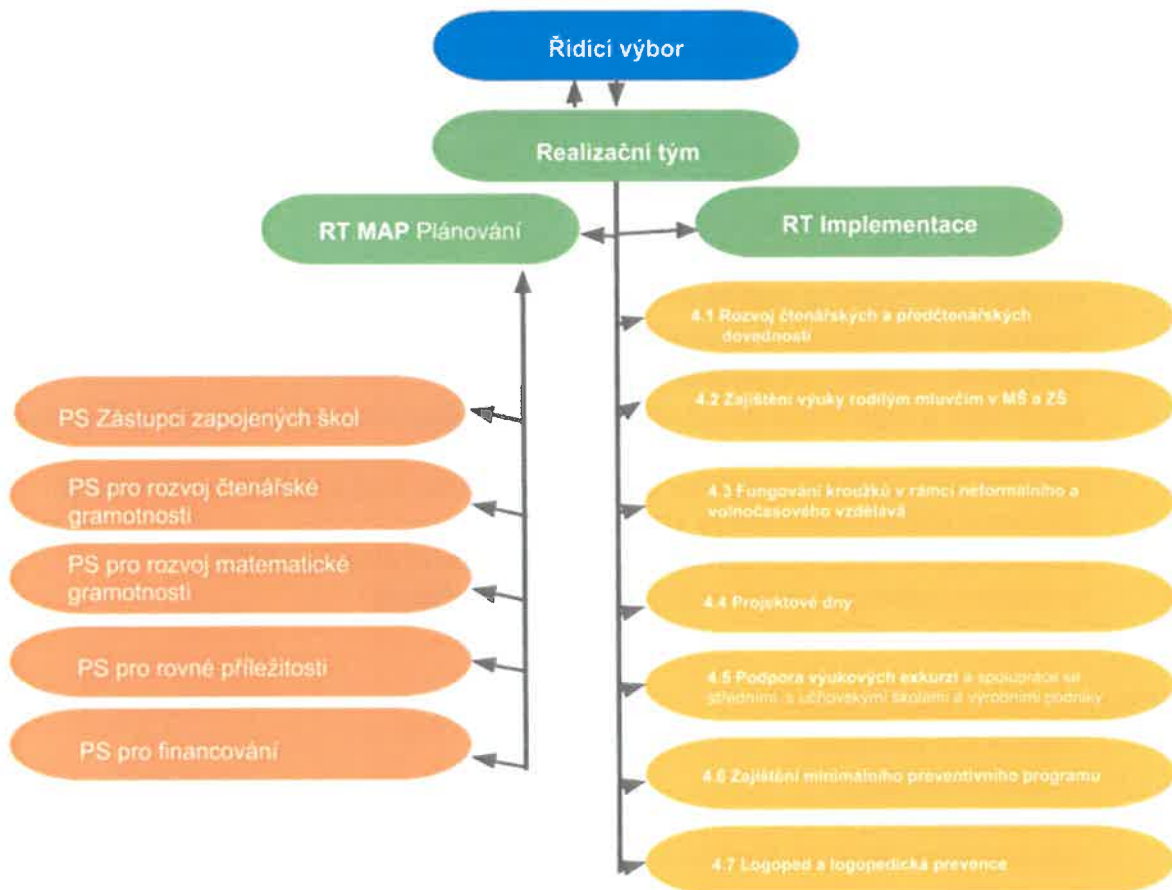 Řídicí výbor
Realizační tým
RT MAP Plánování
RT Implementace
4.1 Rozvoj čtenářských a předčtenářských
dovedností
4.2 Zajištění výuky rodilým mluvčím v MŠ a ZŠ
4.3 Fungování kroužků v rámci neformálního a
volnočasového vzdělává
4.4 Projektové dny
4.5 Podpora výukových exkurzí a spolupráce se
středními, s učňovskými školami a výrobními podniky
4.6 Zajištění minimálního preventivního programu
4.7 Logoped a logopedická prevence
PS Zástupci zapojených škol
PS pro rozvoj čtenářské
gramotnosti
PS pro rozvoj matematické
gramotnosti
PS pro rovné příležitosti
PS pro financování